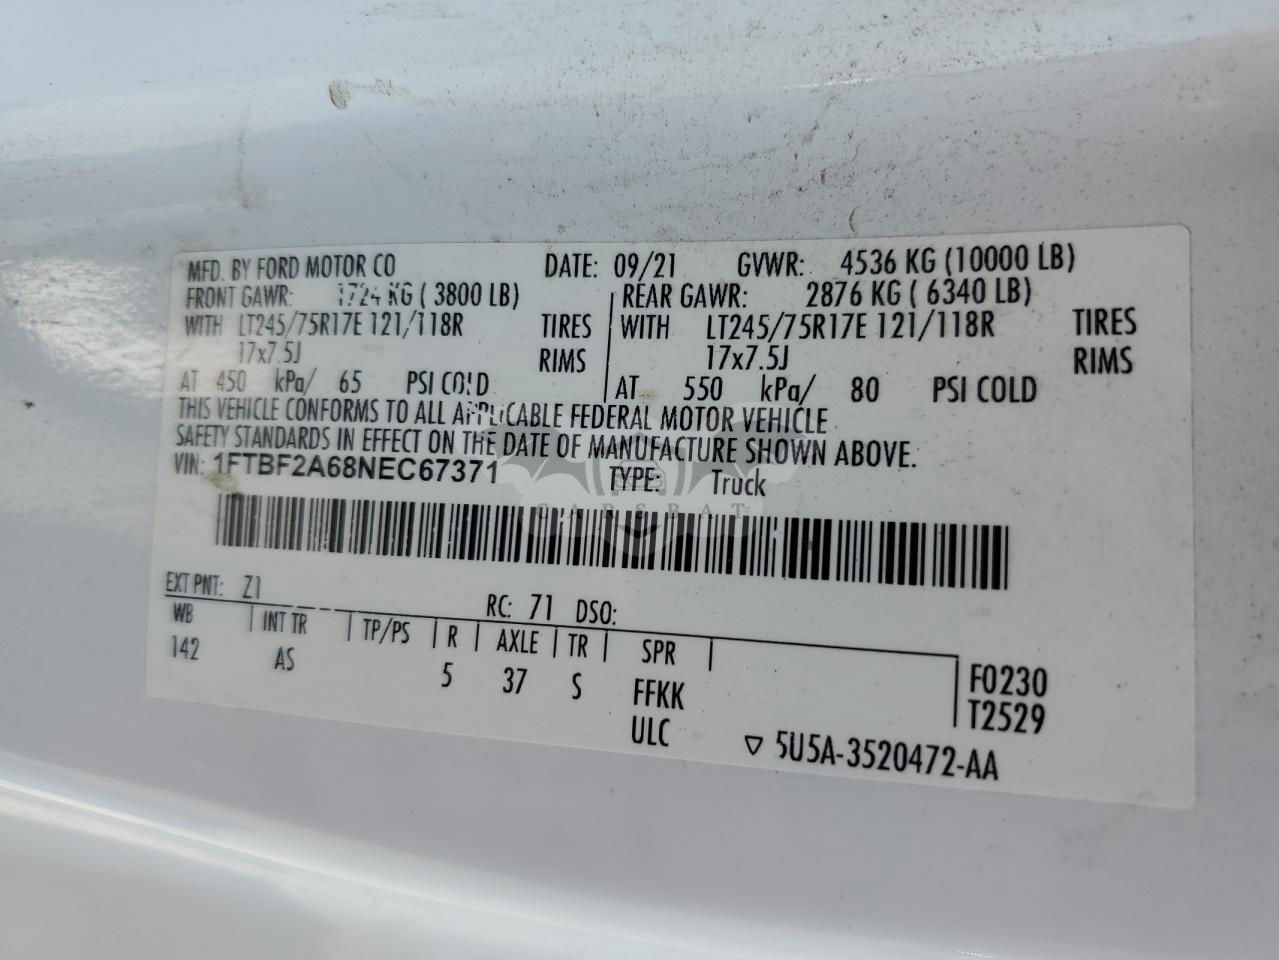 MFD. BY FORD MOTOR CO DATE: 09/21 GVWR: 4536 KG (10000 LB)
FRONT GAWR: 1724 KG ( 3800 LB) REAR GAWR: 2876 KG ( 6340 LB)
WITH LT245/75R17E 121/118R TIRES WITH LT245/75R17E 121/118R TIRES
17x7.5J RIMS 17x7.5J RIMS
AT 450 kPa/ 65 PSI COLD AT 550 kPa/ 80 PSI COLD
THIS VEHICLE CONFORMS TO ALL APPLICABLE FEDERAL MOTOR VEHICLE
SAFETY STANDARDS IN EFFECT ON THE DATE OF MANUFACTURE SHOWN ABOVE.
VIN: 1FTBF2A68NEC67371 TYPE: Truck
CARSBAT
EXT PNT: Z1 RC: 71 DSO:
WB INT TR TP/PS R AXLE TR SPR
142 AS 5 37 S FFKK F0230
ULC T2529
▽ 5U5A-3520472-AA